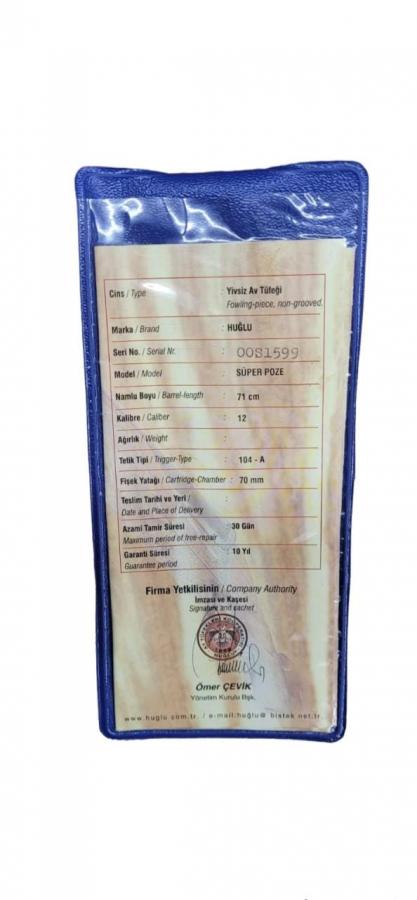 Cins / Type : Yivsiz Av Tüfeği
Fowling-piece, non-grooved.
Marka / Brand : HUĞLU
Seri No. / Serial Nr. : 00S1599
Model / Model : SÜPER POZE
Namlu Boyu / Barrel-length : 71 cm
Kalibre / Caliber : 12
Ağırlık / Weight :
Tetik Tipi / Trigger-Type : 104 - A
Fişek Yatağı / Cartridge-Chamber : 70 mm
Teslim Tarihi ve Yeri / :
Date and Place of Delivery
Azami Tamir Süresi : 30 Gün
Maximum period of free-repair
Garanti Süresi : 10 Yıl
Guarantee period
Firma Yetkilisinin / Company Authority
İmzası ve Kaşesi
Signature and cachet
Ömer ÇEVİK
Yönetim Kurulu Bşk.
www.huglu.com.tr. / e-mail:huğlu@ bistek.net.tr